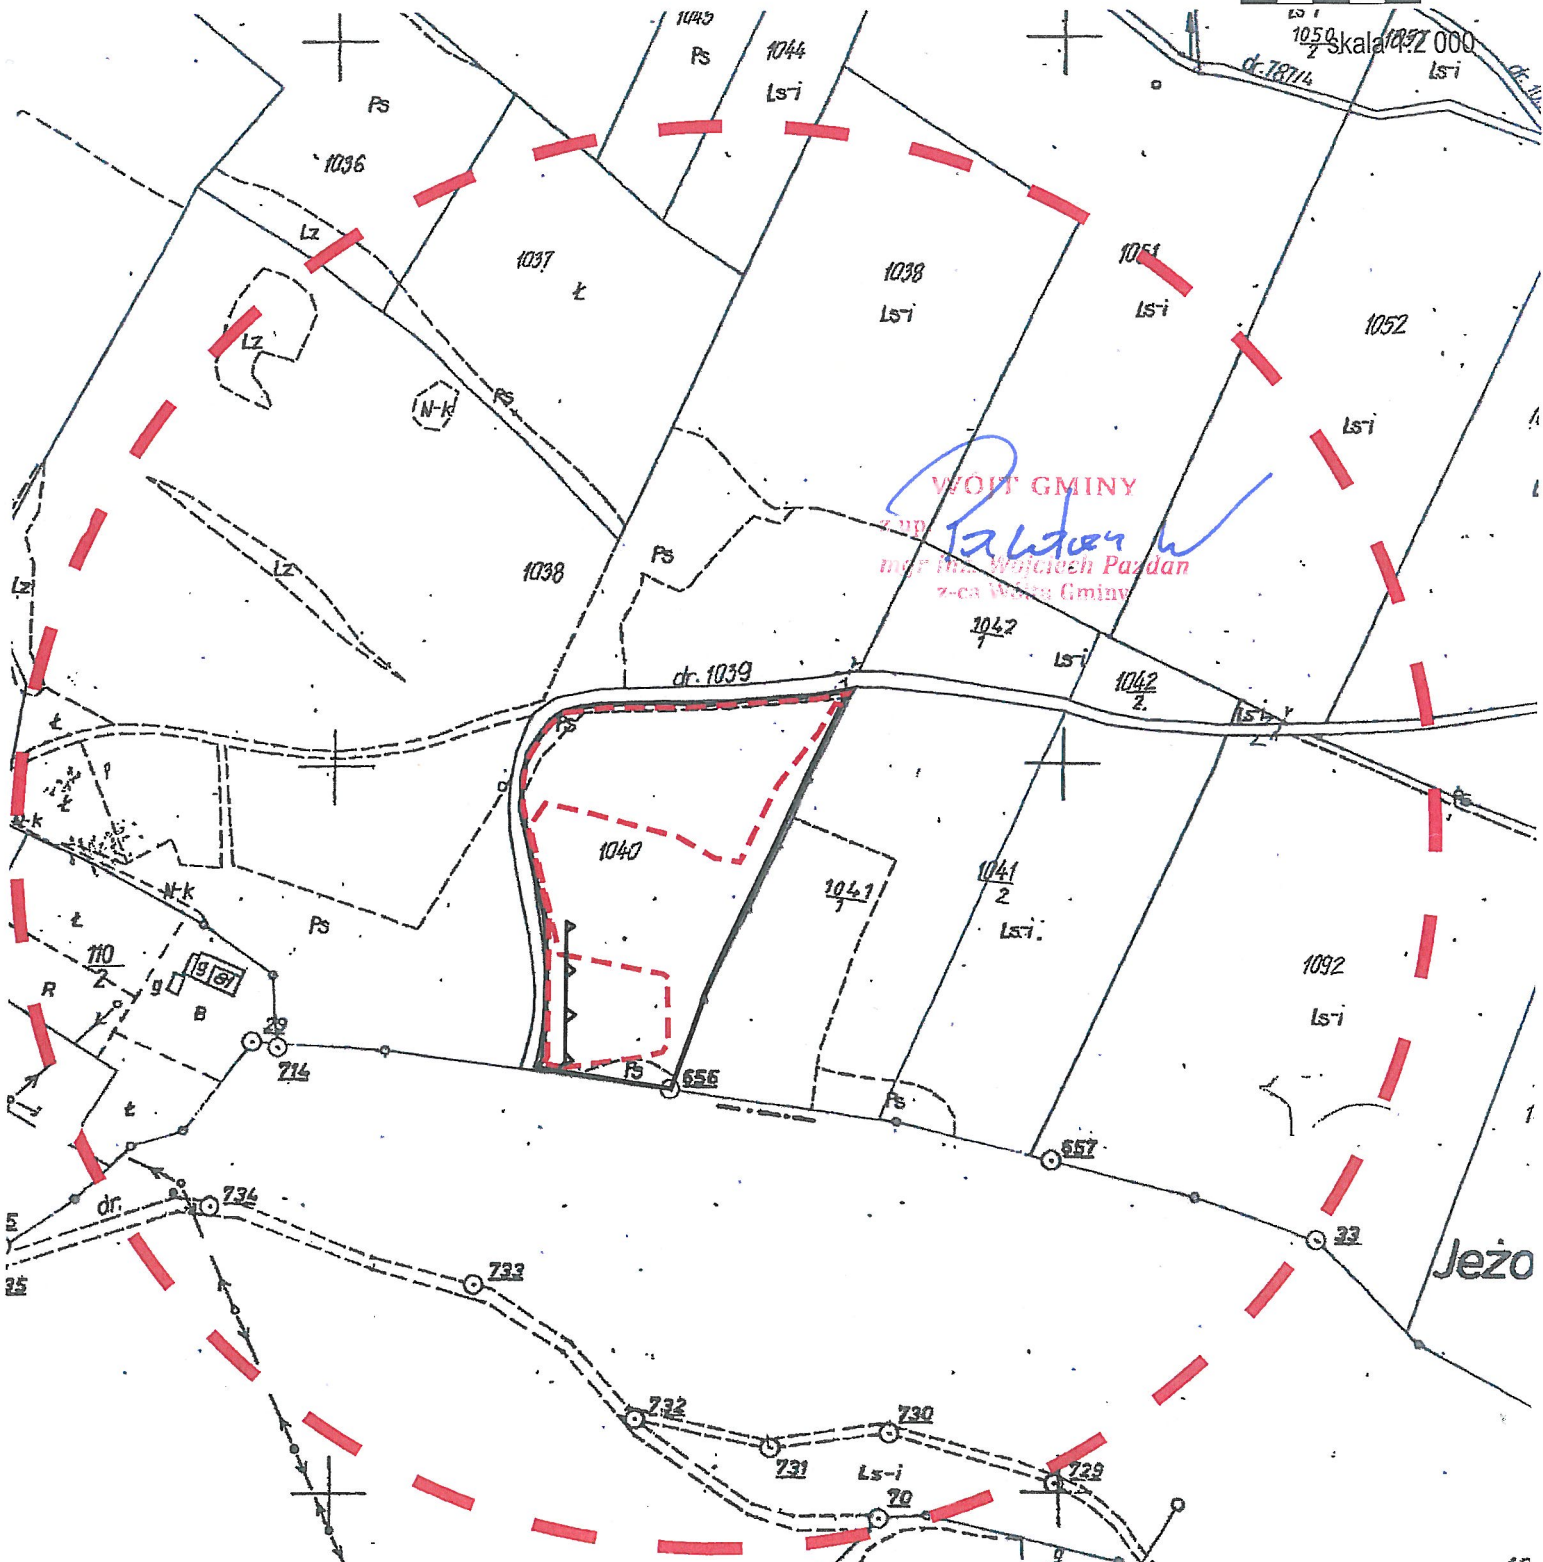 1045
Ps
1044
Ls-i
1050
2
skala 1:2 000
Ls-i
dr. 787/4
Ps
1036
Lz
1037
Ł
1038
Ls-i
1051
Ls-i
1052
Ls-i
Lz
N-k
Ps
WÓJT GMINY
z up.
mgr inż. Wojciech Pazdan
z-ca Wójta Gminy
Lz
Lz
1038
Ps
1042
1
Ls-i
1042
2
dr. 1039
Ł
Ps
Ł
N-k
1040
1041
1
1041
2
Ls-i
N-k
Ps
Ł
110
2
g
g
B
R
1092
Ls-i
29
714
Ł
Ps
656
Ps
657
dr.
734
33
Jeżo
35
733
732
731
730
Ls-i
729
70